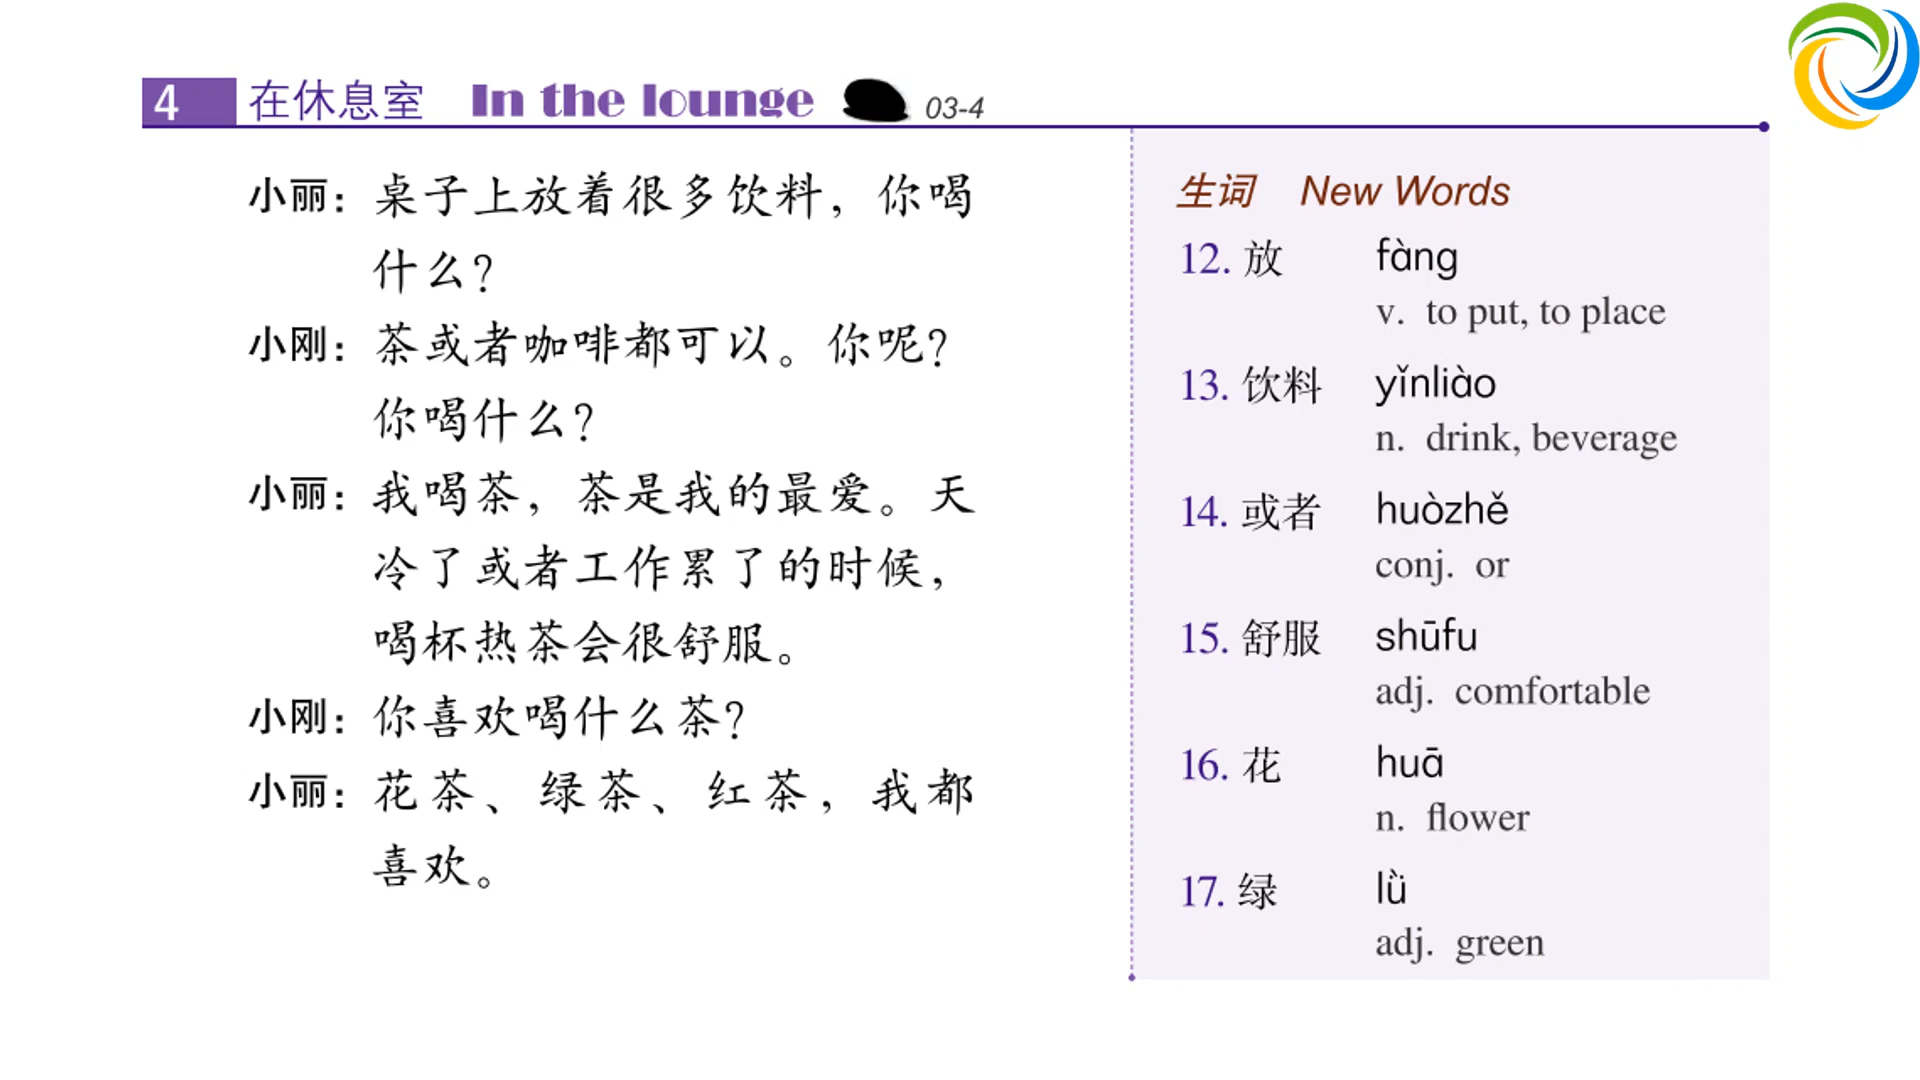 4 在休息室 In the lounge 03-4
小丽：桌子上放着很多饮料，你喝
什么？
小刚：茶或者咖啡都可以。你呢？
你喝什么？
小丽：我喝茶，茶是我的最爱。天
冷了或者工作累了的时候，
喝杯热茶会很舒服。
小刚：你喜欢喝什么茶？
小丽：花茶、绿茶、红茶，我都
喜欢。
生词 New Words
12. 放 fàng
v. to put, to place
13. 饮料 yǐnliào
n. drink, beverage
14. 或者 huòzhě
conj. or
15. 舒服 shūfu
adj. comfortable
16. 花 huā
n. flower
17. 绿 lǜ
adj. green